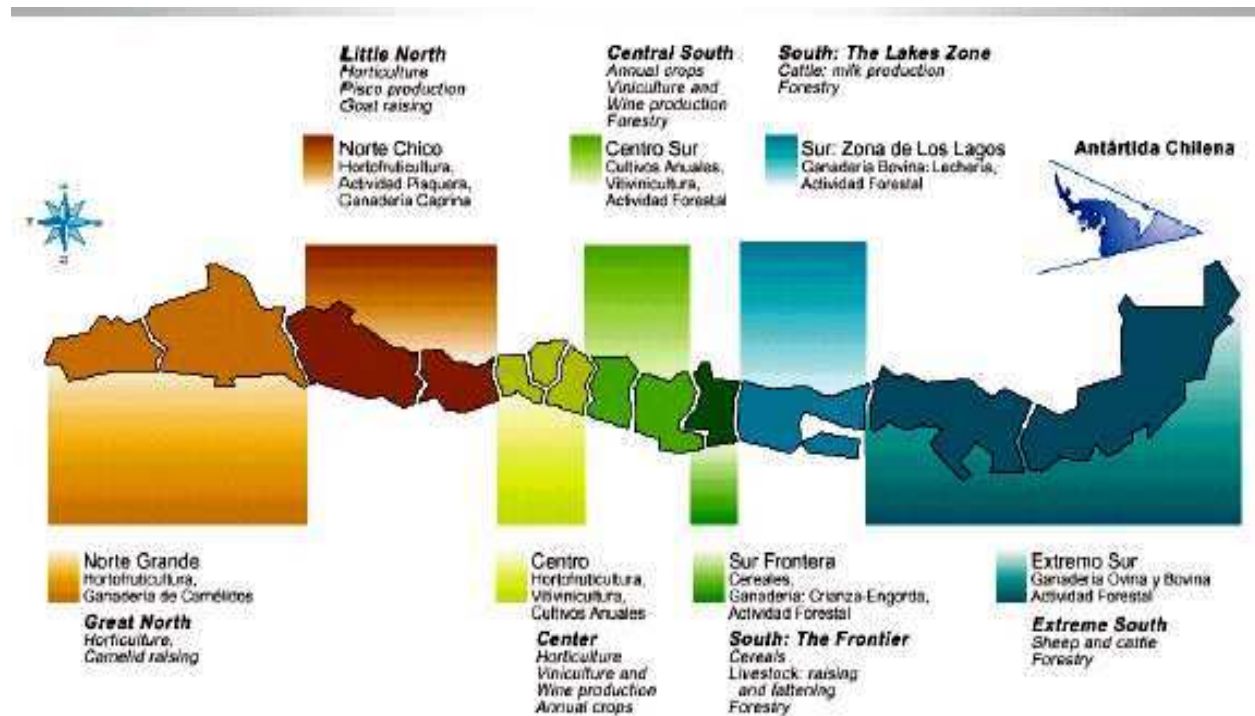 Little North
Horticulture
Pisco production
Goat raising
Norte Chico
Hortofruticultura,
Actividad Pisquera,
Ganadería Caprina
Central South
Annual crops
Viniculture and
Wine production
Forestry
Centro Sur
Cultivos Anuales,
Vitivinicultura,
Actividad Forestal
South: The Lakes Zone
Cattle: milk production
Forestry
Sur: Zona de Los Lagos
Ganadería Bovina: Lechería,
Actividad Forestal
Antártida Chilena
Norte Grande
Hortofruticultura,
Ganadería de Camélidos
Great North
Horticulture,
Camelid raising
Centro
Hortofruticultura,
Vitivinicultura,
Cultivos Anuales
Center
Horticulture
Viniculture and
Wine production
Annual crops
Sur Frontera
Cereales,
Ganadería: Crianza-Engorda,
Actividad Forestal
South: The Frontier
Cereals
Livestock: raising
and fattening
Forestry
Extremo Sur
Ganadería Ovina y Bovina
Actividad Forestal
Extreme South
Sheep and cattle
Forestry